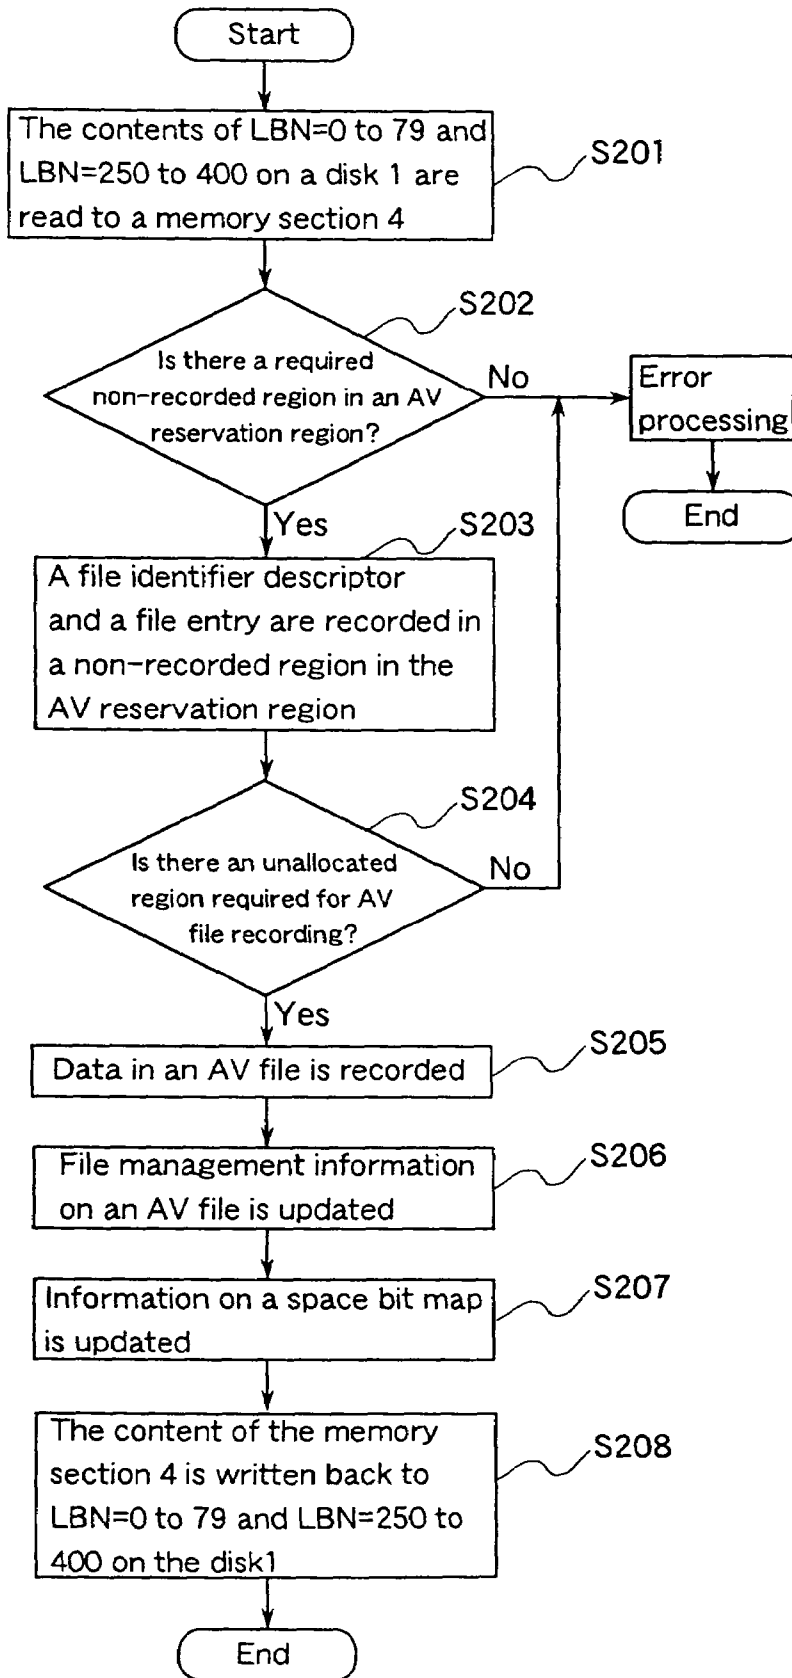 Start
The contents of LBN=0 to 79 and
LBN=250 to 400 on a disk 1 are
read to a memory section 4
S201
S202
Is there a required
non-recorded region in an AV
reservation region?
No
Error
processing
End
Yes
S203
A file identifier descriptor
and a file entry are recorded in
a non-recorded region in the
AV reservation region
S204
Is there an unallocated
region required for AV
file recording?
No
Yes
S205
Data in an AV file is recorded
S206
File management information
on an AV file is updated
S207
Information on a space bit map
is updated
S208
The content of the memory
section 4 is written back to
LBN=0 to 79 and LBN=250 to
400 on the disk1
End